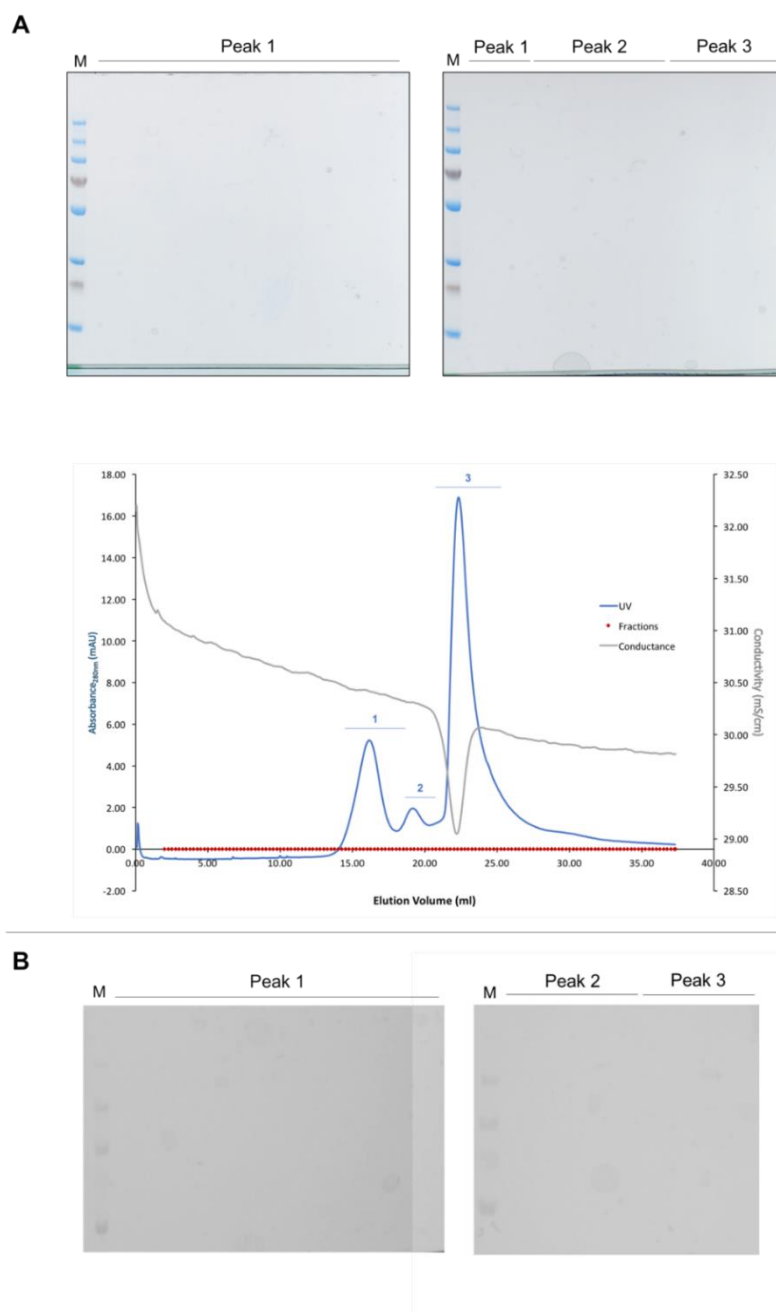 A
M Peak 1
M Peak 1 Peak 2 Peak 3
18.00
16.00
14.00
12.00
10.00
8.00
6.00
4.00
2.00
0.00
-2.00
Absorbance280nm (mAU)
1
2
3
UV
Fractions
Conductance
32.50
32.00
31.50
31.00
30.50
30.00
29.50
29.00
28.50
Conductivity (mS/cm)
0.00 5.00 10.00 15.00 20.00 25.00 30.00 35.00 40.00
Elution Volume (ml)
B
M Peak 1
M Peak 2 Peak 3